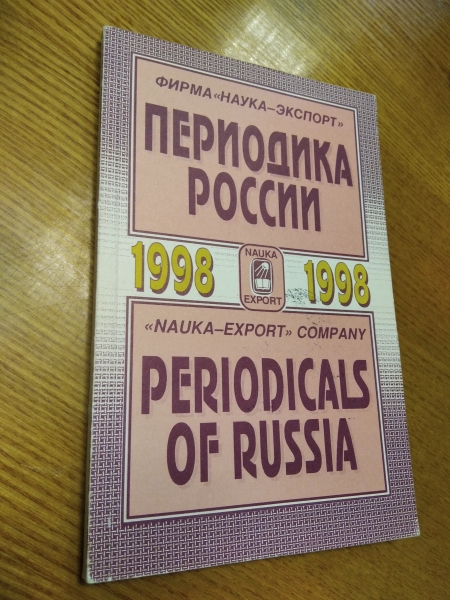 ФИРМА «НАУКА–ЭКСПОРТ»
ПЕРИОДИКА
РОССИИ
1998
NAUKA
EXPORT
1998
«NAUKA–EXPORT» COMPANY
PERIODICALS
OF RUSSIA